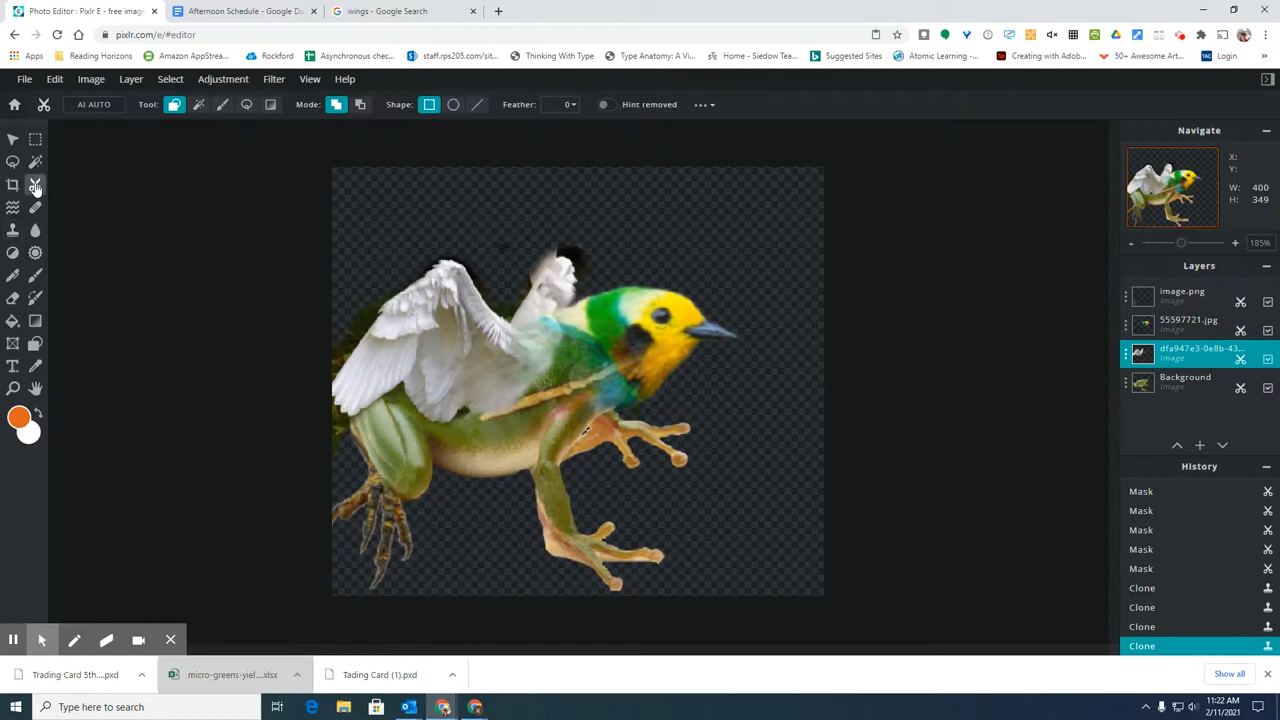 Photo Editor : Pixlr E - free imag
Afternoon Schedule - Google Do
wings - Google Search
pixlr.com/e/#editor
Apps
Reading Horizons
Amazon AppStream...
Rockford
Asynchronous chec...
staff.rps205.com/sit...
Thinking With Type
Type Anatomy: A Vi...
Home - Siedow Tea...
Suggested Sites
Atomic Learning -...
Creating with Adob...
50+ Awesome Art...
Login
File
Edit
Image
Layer
Select
Adjustment
Filter
View
Help
AI AUTO
Tool:
Mode:
Shape:
Feather:
0
Hint removed
Navigate
X:
Y:
W: 400
H: 349
185%
Layers
image.png
Image
55597721.jpg
Image
dfa947e3-0e8b-43...
Image
Background
Image
History
Mask
Mask
Mask
Mask
Mask
Clone
Clone
Clone
Clone
Trading Card 5th....pxd
micro-greens-yiel....xlsx
Tading Card (1).pxd
Show all
Type here to search
11:22 AM
2/11/2021